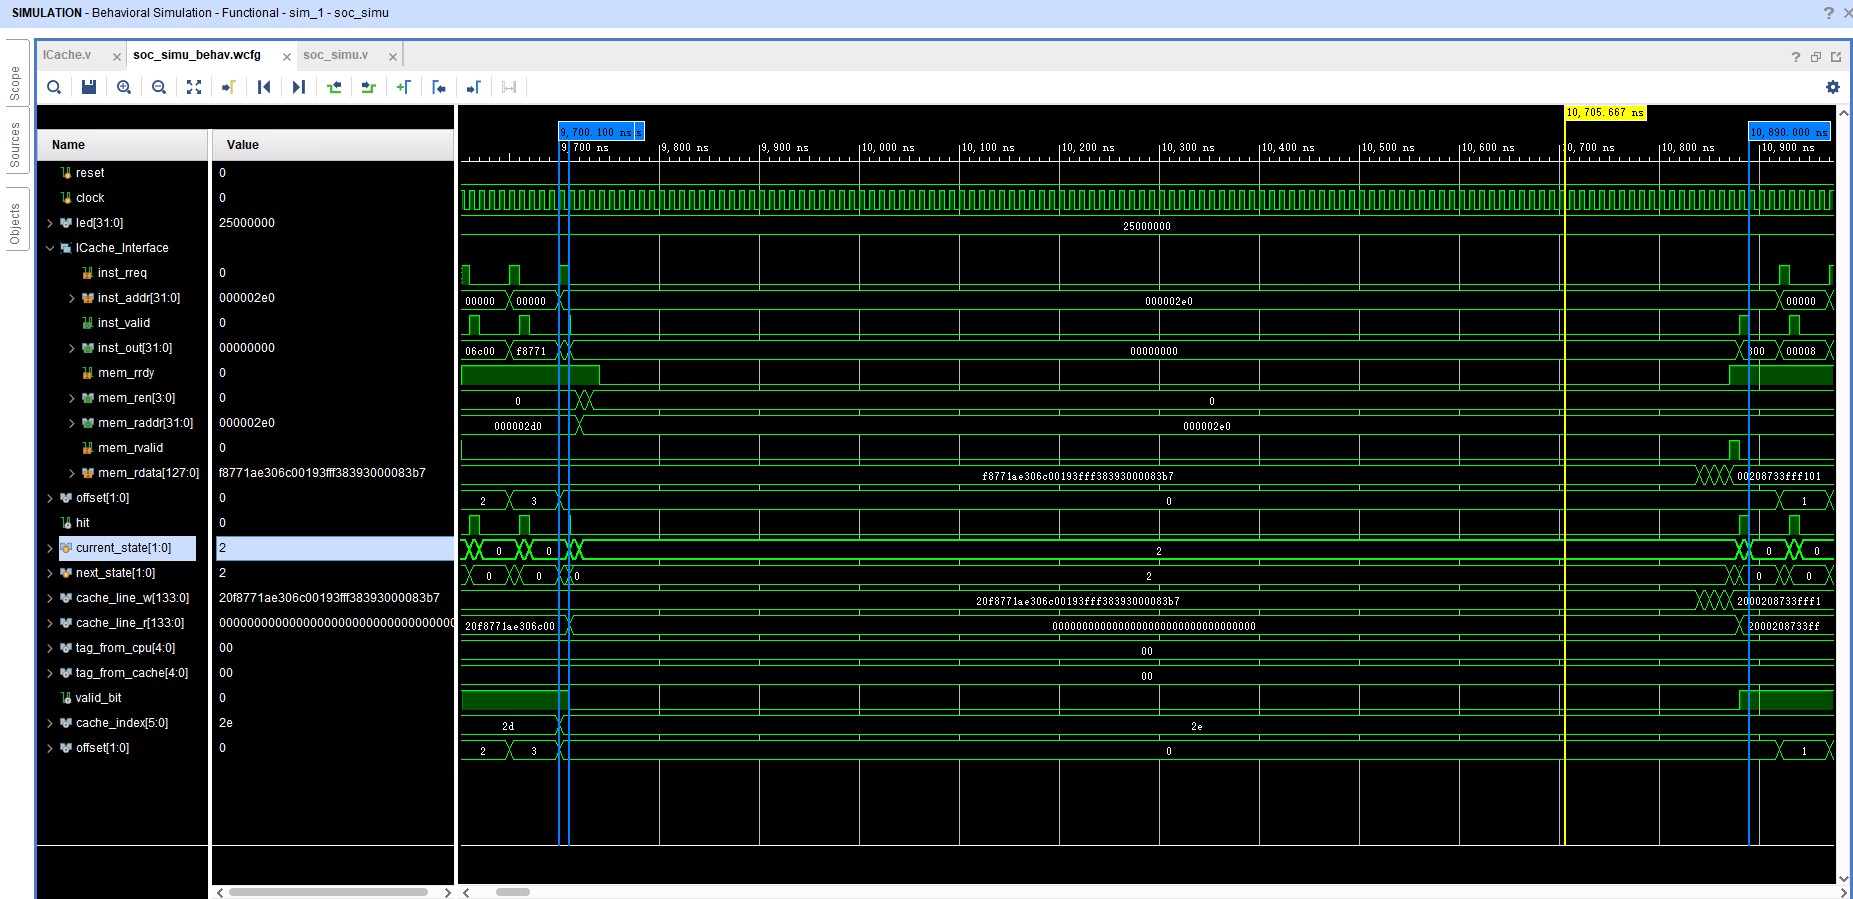 SIMULATION - Behavioral Simulation - Functional - sim_1 - soc_simu
Scope
Sources
Objects
ICache.v
soc_simu_behav.wcfg
soc_simu.v
Name Value
10,705.667 ns
9,700.100 ns
10,890.000 ns
9,700 ns 9,800 ns 9,900 ns 10,000 ns 10,100 ns 10,200 ns 10,300 ns 10,400 ns 10,500 ns 10,600 ns 10,700 ns 10,800 ns 10,900 ns
reset 0
clock 0
led[31:0] 25000000 25000000
ICache_Interface
inst_rreq 0
inst_addr[31:0] 000002e0 00000 00000 000002e0 00000
inst_valid 0
inst_out[31:0] 00000000 06c00 f8771 00000000 300 00008
mem_rrdy 0
mem_ren[3:0] 0 0 0
mem_raddr[31:0] 000002e0 000002d0 000002e0
mem_rvalid 0
mem_rdata[127:0] f8771ae306c00193fff38393000083b7 f8771ae306c00193fff38393000083b7 00208733fff101
offset[1:0] 0 2 3 0 1
hit 0
current_state[1:0] 2 0 0 2 0 0
next_state[1:0] 2 0 0 0 2 0 0
cache_line_w[133:0] 20f8771ae306c00193fff38393000083b7 20f8771ae306c00193fff38393000083b7 2000208733fff1
cache_line_r[133:0] 20f8771ae306c00 2000208733ff
tag_from_cpu[4:0] 00 00
tag_from_cache[4:0] 00 00
valid_bit 0
cache_index[5:0] 2e 2d 2e
offset[1:0] 0 2 3 0 1